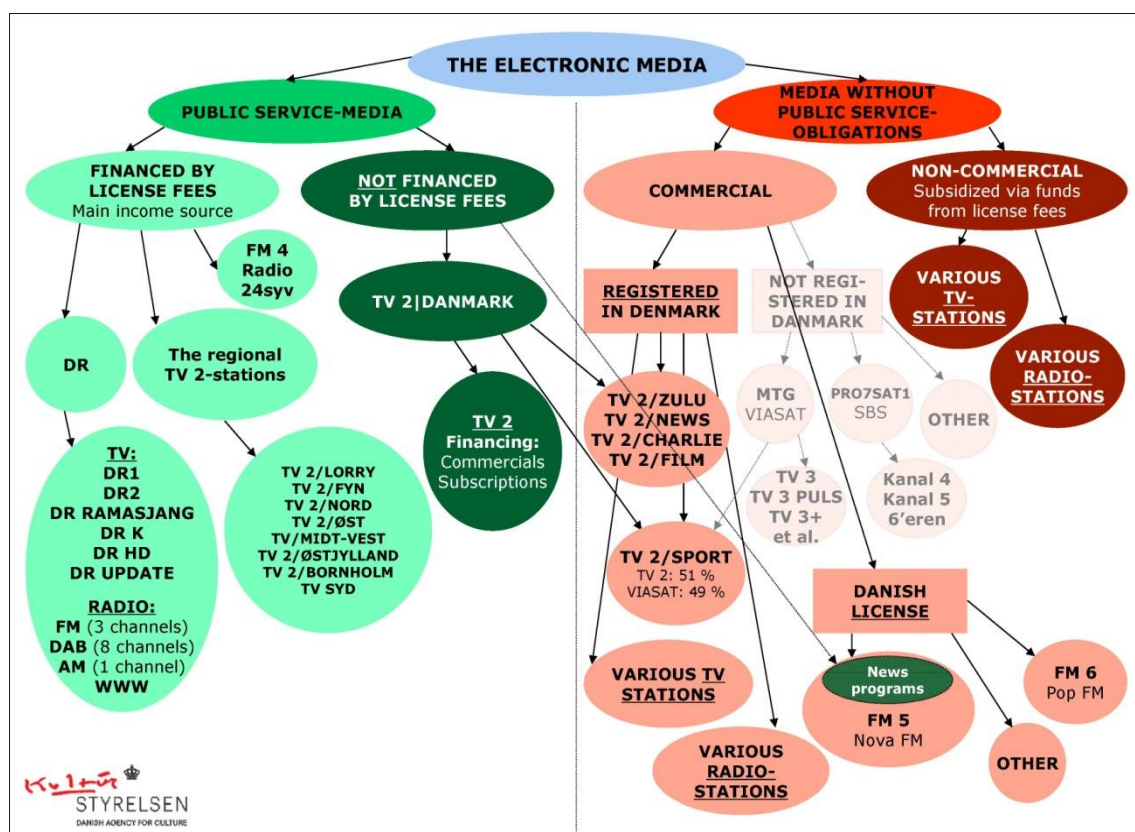 THE ELECTRONIC MEDIA
PUBLIC SERVICE-MEDIA
MEDIA WITHOUT
PUBLIC SERVICE-
OBLIGATIONS
FINANCED BY
LICENSE FEES
Main income source
NOT FINANCED
BY LICENSE FEES
COMMERCIAL
NON-COMMERCIAL
Subsidized via funds
from license fees
FM 4
Radio
24syv
TV 2|DANMARK
REGISTERED
IN DENMARK
NOT REGI-
STERED IN
DANMARK
VARIOUS
TV-
STATIONS
DR
The regional
TV 2-stations
VARIOUS
RADIO-
STATIONS
TV 2
Financing:
Commercials
Subscriptions
TV 2/ZULU
TV 2/NEWS
TV 2/CHARLIE
TV 2/FILM
MTG
VIASAT
PRO7SAT1
SBS
OTHER
TV:
DR1
DR2
DR RAMASJANG
DR K
DR HD
DR UPDATE
RADIO:
FM (3 channels)
DAB (8 channels)
AM (1 channel)
WWW
TV 2/LORRY
TV 2/FYN
TV 2/NORD
TV 2/ØST
TV/MIDT-VEST
TV 2/ØSTJYLLAND
TV 2/BORNHOLM
TV SYD
TV 3
TV 3 PULS
TV 3+
et al.
Kanal 4
Kanal 5
6'eren
TV 2/SPORT
TV 2: 51 %
VIASAT: 49 %
DANISH
LICENSE
VARIOUS TV
STATIONS
News
programs
FM 5
Nova FM
FM 6
Pop FM
VARIOUS
RADIO-
STATIONS
OTHER
Kultur
STYRELSEN
DANISH AGENCY FOR CULTURE